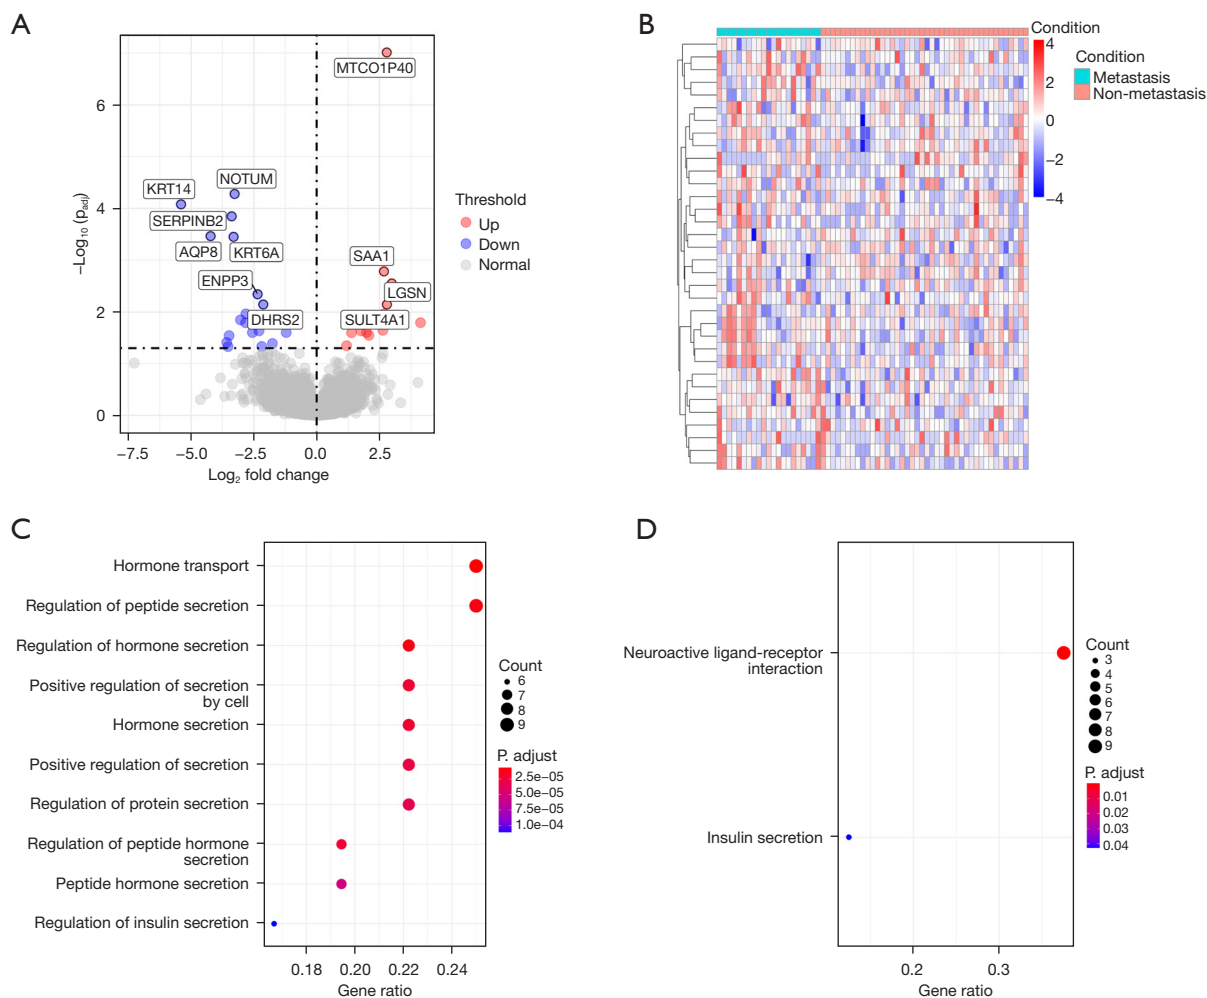 A
MTCO1P40
NOTUM
KRT14
SERPINB2
AQP8
KRT6A
ENPP3
DHRS2
SAA1
LGSN
SULT4A1
6
4
2
0
−Log₁₀ (p_adj)
−7.5
−5.0
−2.5
0.0
2.5
Log₂ fold change
Threshold
Up
Down
Normal
B
Condition
4
2
0
−2
−4
Condition
Metastasis
Non-metastasis
C
Hormone transport
Regulation of peptide secretion
Regulation of hormone secretion
Positive regulation of secretion
by cell
Hormone secretion
Positive regulation of secretion
Regulation of protein secretion
Regulation of peptide hormone
secretion
Peptide hormone secretion
Regulation of insulin secretion
0.18
0.20
0.22
0.24
Gene ratio
Count
6
7
8
9
P. adjust
2.5e−05
5.0e−05
7.5e−05
1.0e−04
D
Neuroactive ligand-receptor
interaction
Insulin secretion
0.2
0.3
Gene ratio
Count
3
4
5
6
7
8
9
P. adjust
0.01
0.02
0.03
0.04